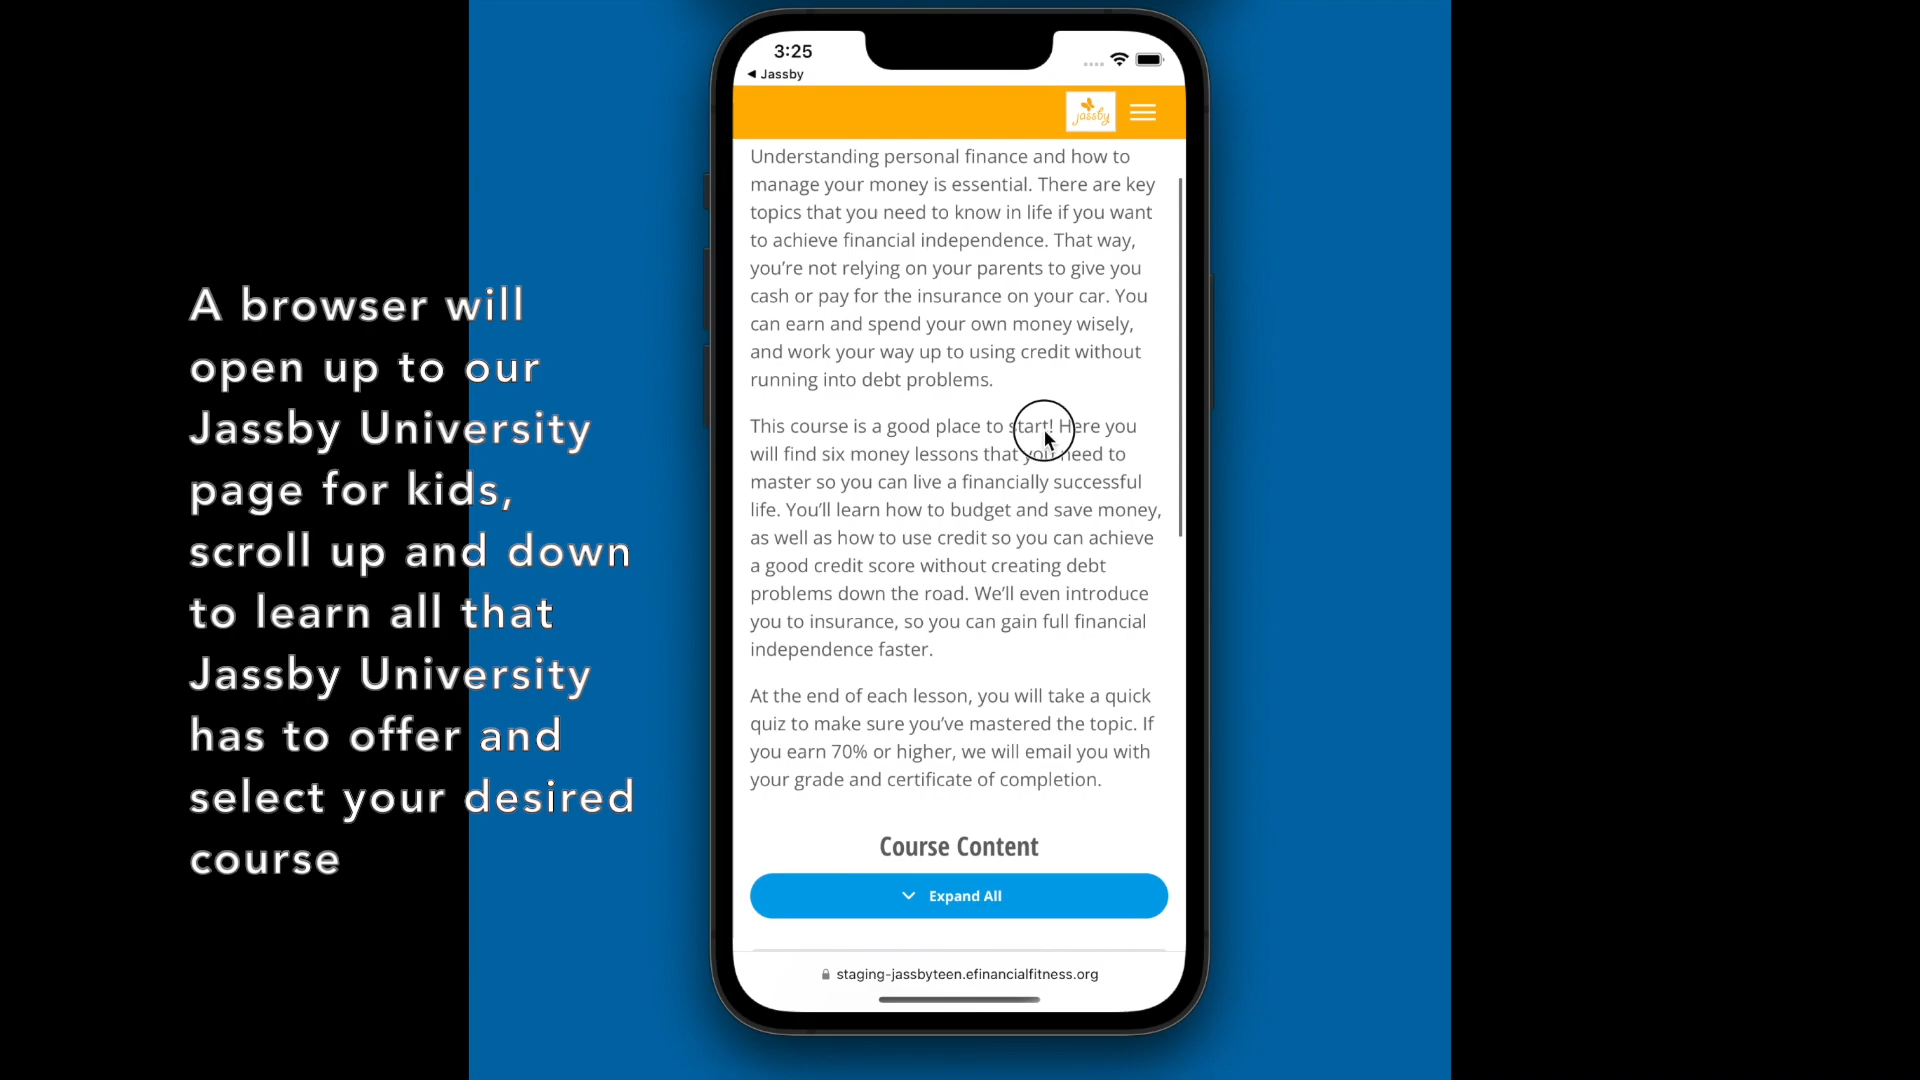 A browser will
open up to our
Jassby University
page for kids,
scroll up and down
to learn all that
Jassby University
has to offer and
select your desired
course
3:25
◀ Jassby
jassby
Understanding personal finance and how to
manage your money is essential. There are key
topics that you need to know in life if you want
to achieve financial independence. That way,
you’re not relying on your parents to give you
cash or pay for the insurance on your car. You
can earn and spend your own money wisely,
and work your way up to using credit without
running into debt problems.
This course is a good place to start! Here you
will find six money lessons that you need to
master so you can live a financially successful
life. You’ll learn how to budget and save money,
as well as how to use credit so you can achieve
a good credit score without creating debt
problems down the road. We’ll even introduce
you to insurance, so you can gain full financial
independence faster.
At the end of each lesson, you will take a quick
quiz to make sure you’ve mastered the topic. If
you earn 70% or higher, we will email you with
your grade and certificate of completion.
Course Content
Expand All
staging-jassbyteen.efinancialfitness.org